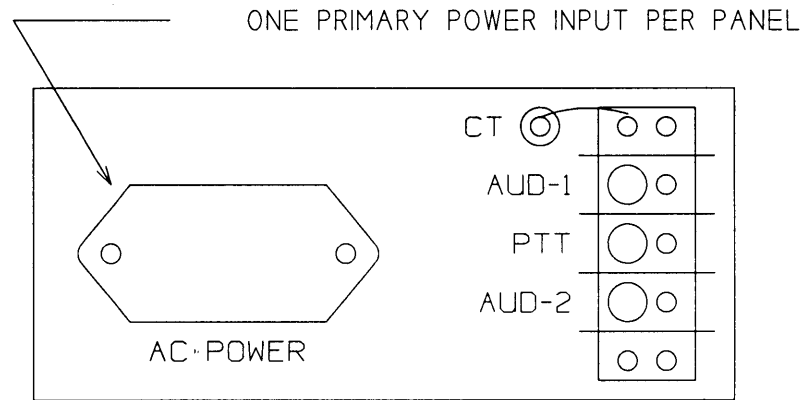 ONE PRIMARY POWER INPUT PER PANEL
CT
AUD-1
PTT
AUD-2
AC-POWER